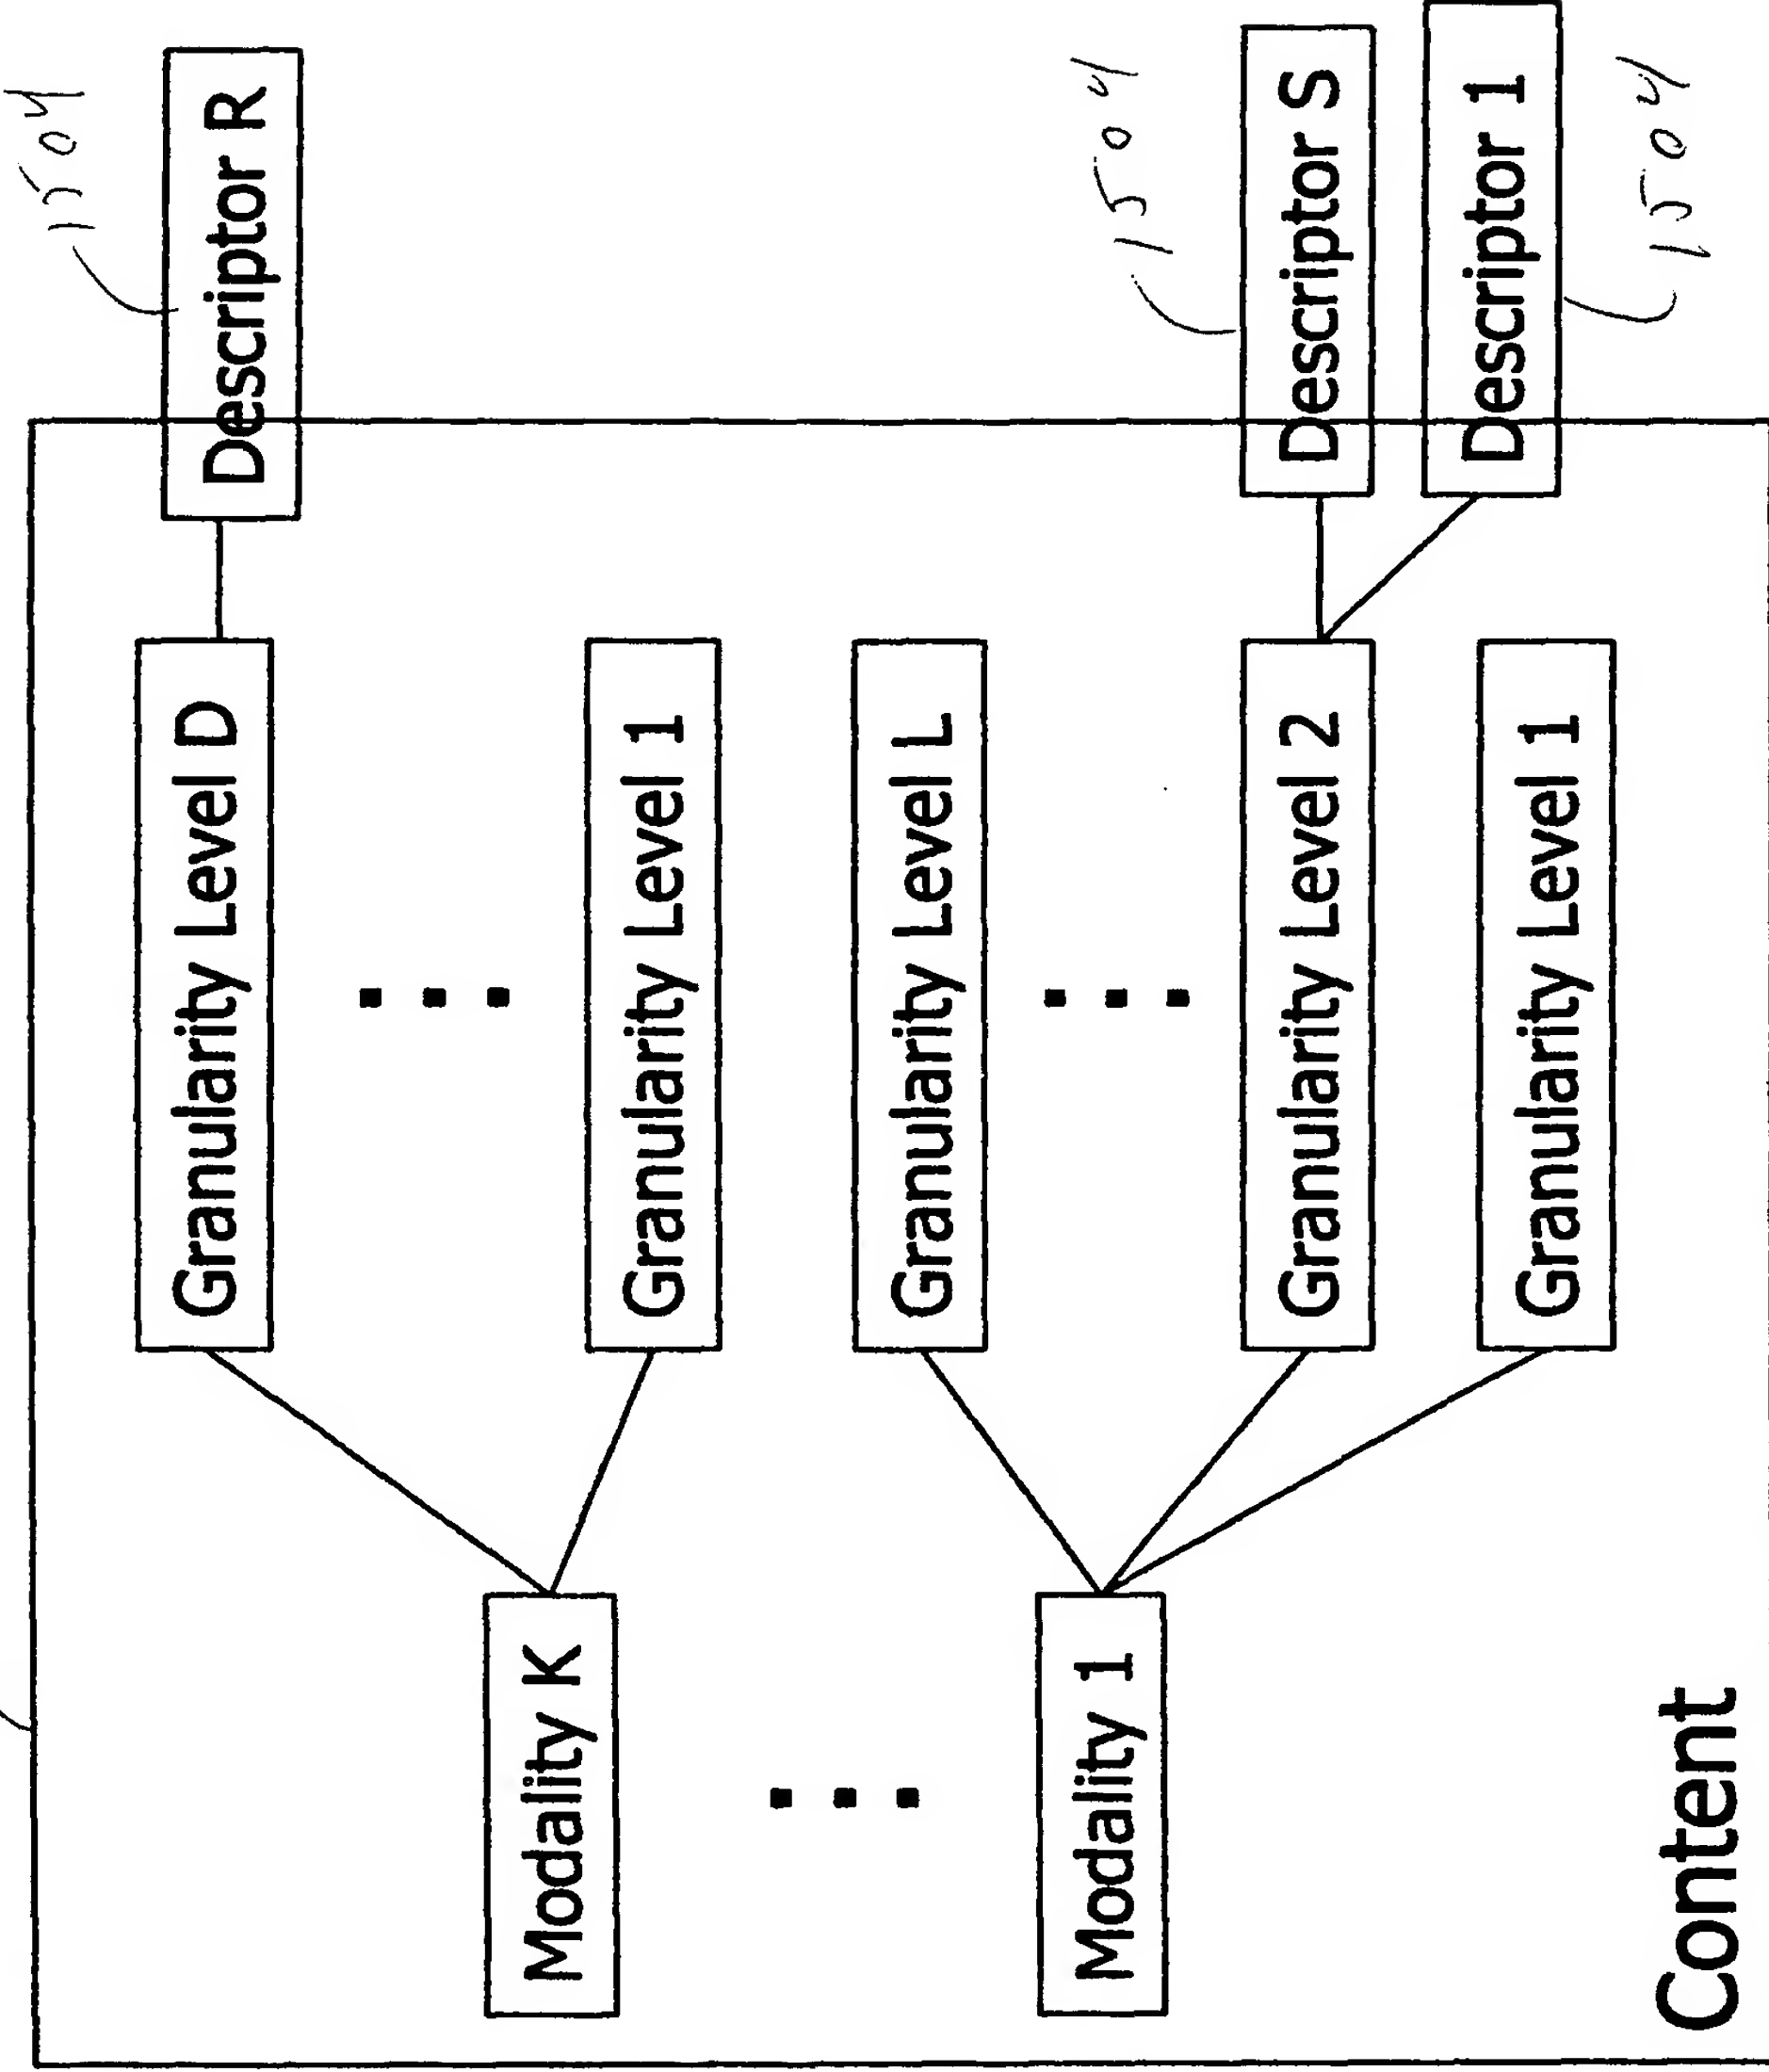 1504
Granularity Level D
Descriptor R
Modality K
Granularity Level 1
Granularity Level L
Modality 1
1504
Granularity Level 2
Descriptor S
Granularity Level 1
Descriptor 1
Content
1504